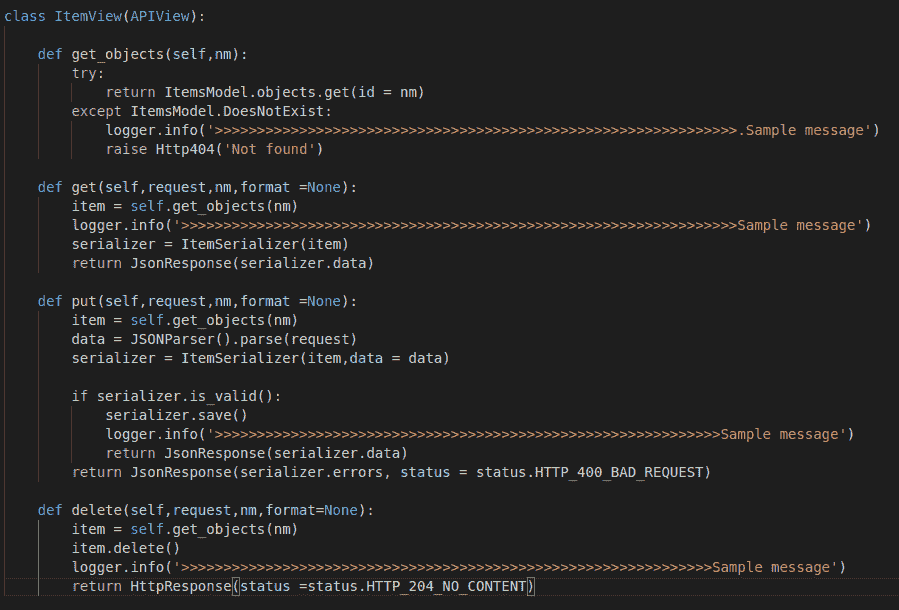 class ItemView(APIView):
def get_objects(self,nm):
try:
return ItemsModel.objects.get(id = nm)
except ItemsModel.DoesNotExist:
logger.info('>>>>>>>>>>>>>>>>>>>>>>>>>>>>>>>>>>>>>>>>>>>>>>>>>>>>>>>>>>>>>>.Sample message')
raise Http404('Not found')
def get(self,request,nm,format =None):
item = self.get_objects(nm)
logger.info('>>>>>>>>>>>>>>>>>>>>>>>>>>>>>>>>>>>>>>>>>>>>>>>>>>>>>>>>>>>>>>>>>>Sample message')
serializer = ItemSerializer(item)
return JsonResponse(serializer.data)
def put(self,request,nm,format =None):
item = self.get_objects(nm)
data = JSONParser().parse(request)
serializer = ItemSerializer(item,data = data)
if serializer.is_valid():
serializer.save()
logger.info('>>>>>>>>>>>>>>>>>>>>>>>>>>>>>>>>>>>>>>>>>>>>>>>>>>>>>>>>>>>>Sample message')
return JsonResponse(serializer.data)
return JsonResponse(serializer.errors, status = status.HTTP_400_BAD_REQUEST)
def delete(self,request,nm,format=None):
item = self.get_objects(nm)
item.delete()
logger.info('>>>>>>>>>>>>>>>>>>>>>>>>>>>>>>>>>>>>>>>>>>>>>>>>>>>>>>>>>>>>>>>Sample message')
return HttpResponse(status =status.HTTP_204_NO_CONTENT)